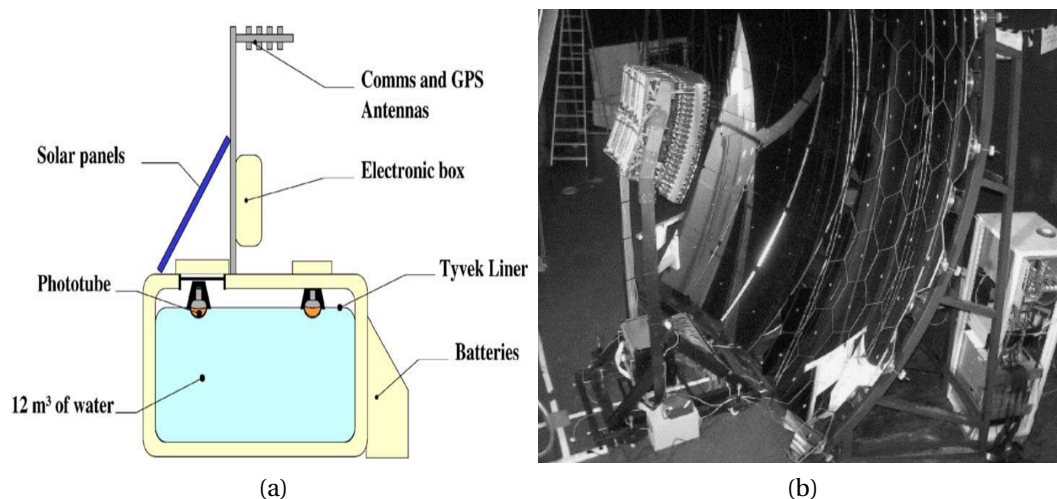 Comms and GPS
Antennas
Solar panels
Electronic box
Phototube
Tyvek Liner
Batteries
12 m³ of water
(a)
(b)